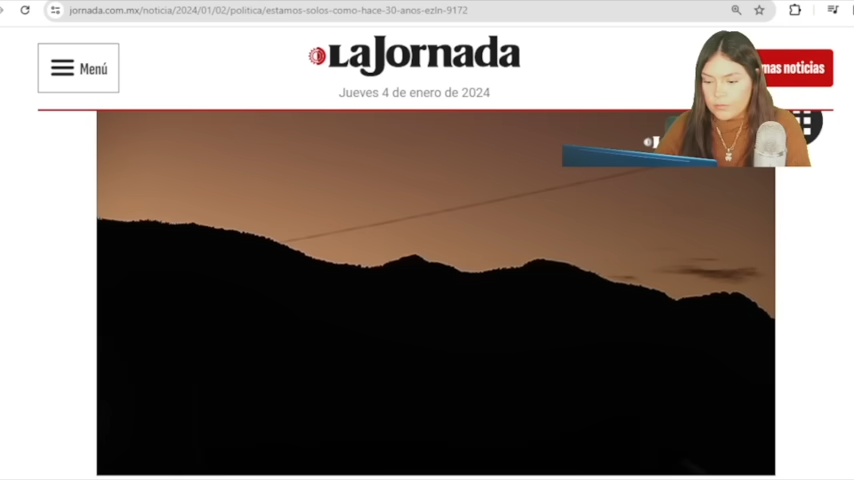 jornada.com.mx/noticia/2024/01/02/politica/estamos-solos-como-hace-30-anos-ezln-9172
Menú
LaJornada
mas noticias
Jueves 4 de enero de 2024